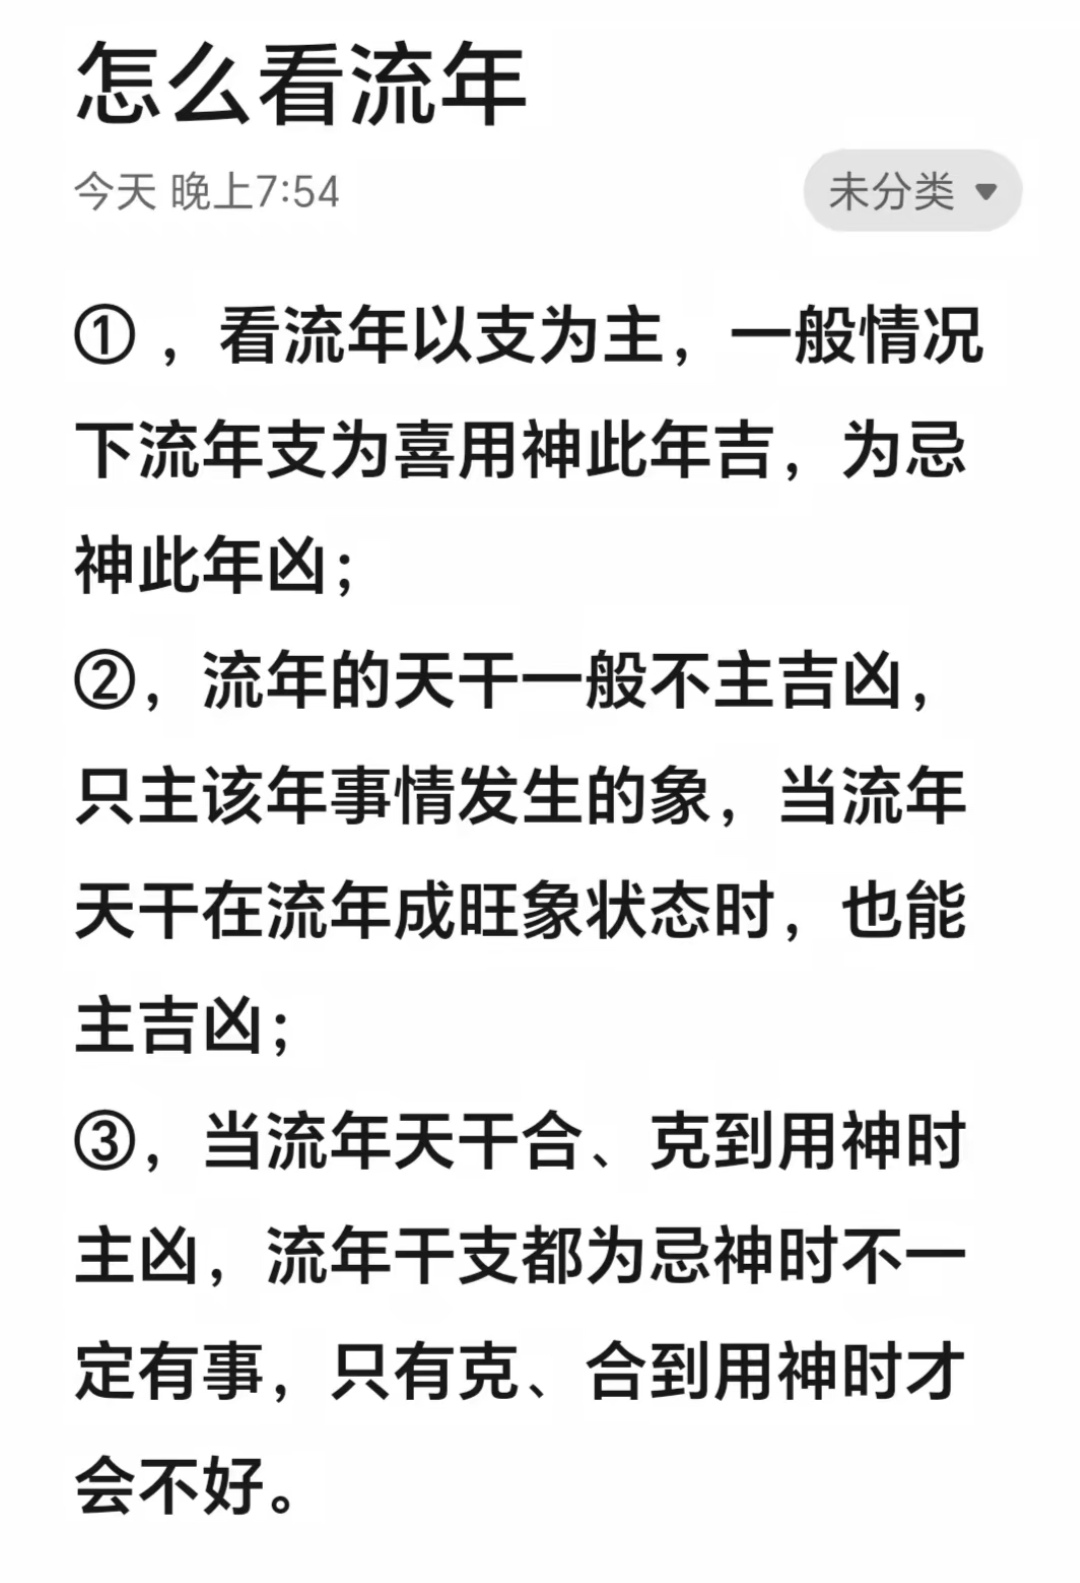 怎么看流年
今天 晚上7:54
未分类
①，看流年以支为主，一般情况
下流年支为喜用神此年吉，为忌
神此年凶；
②，流年的天干一般不主吉凶，
只主该年事情发生的象，当流年
天干在流年成旺象状态时，也能
主吉凶；
③，当流年天干合、克到用神时
主凶，流年干支都为忌神时不一
定有事，只有克、合到用神时才
会不好。